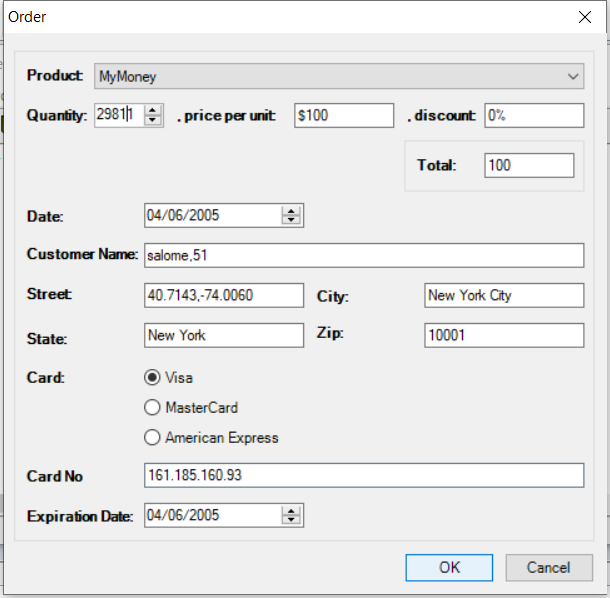 Order
Product: MyMoney
Quantity: 29811 . price per unit: $100 . discount: 0%
Total: 100
Date: 04/06/2005
Customer Name: salome,51
Street: 40.7143,-74.0060 City: New York City
State: New York Zip: 10001
Card: Visa
MasterCard
American Express
Card No 161.185.160.93
Expiration Date: 04/06/2005
OK Cancel